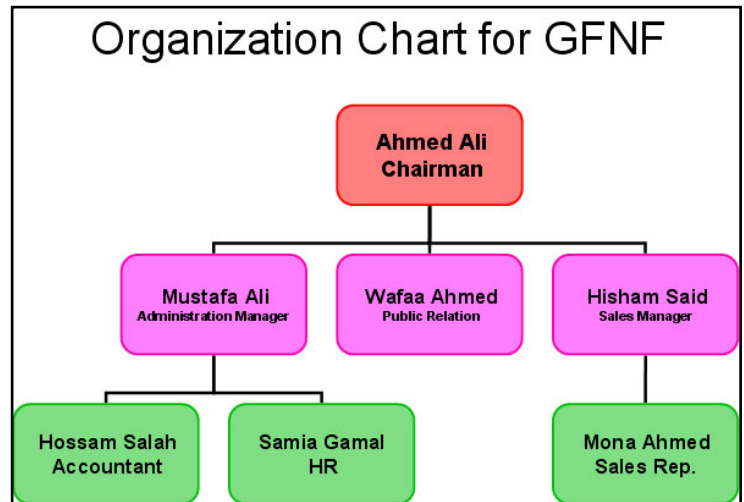 Organization Chart for GFNF
Ahmed Ali
Chairman
Mustafa Ali
Administration Manager
Wafaa Ahmed
Public Relation
Hisham Said
Sales Manager
Hossam Salah
Accountant
Samia Gamal
HR
Mona Ahmed
Sales Rep.